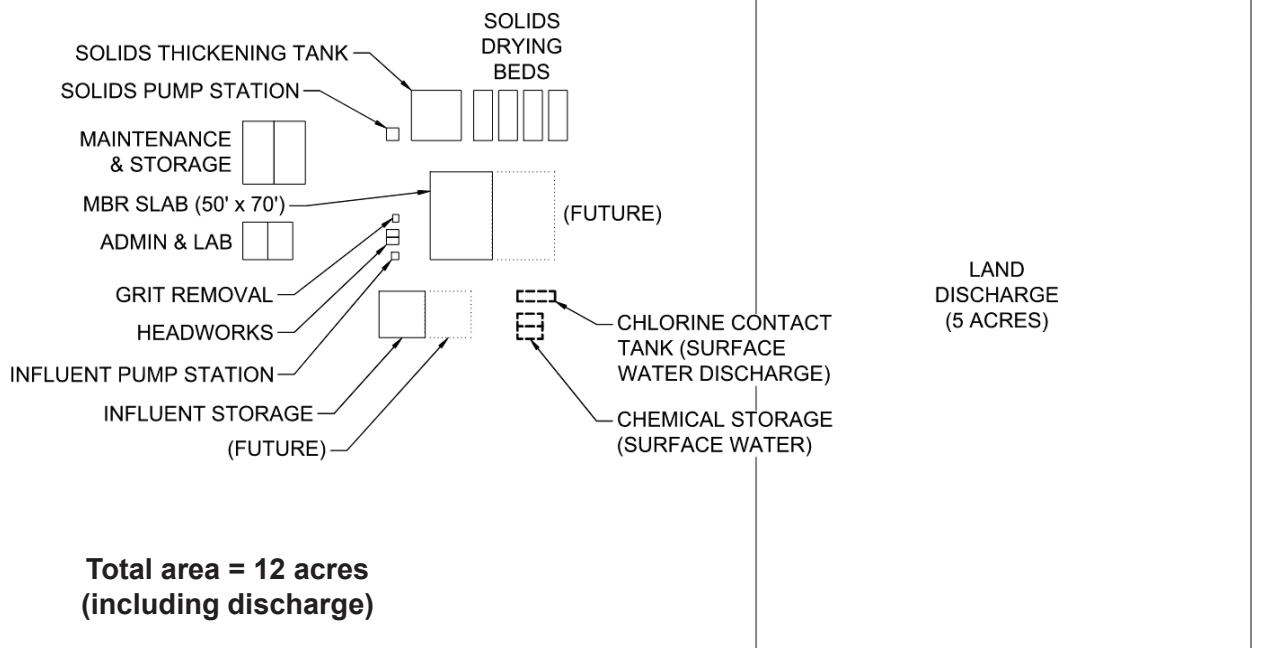 SOLIDS
DRYING
BEDS
SOLIDS THICKENING TANK
SOLIDS PUMP STATION
MAINTENANCE
& STORAGE
MBR SLAB (50' x 70')
(FUTURE)
ADMIN & LAB
GRIT REMOVAL
HEADWORKS
INFLUENT PUMP STATION
INFLUENT STORAGE
(FUTURE)
CHLORINE CONTACT
TANK (SURFACE
WATER DISCHARGE)
CHEMICAL STORAGE
(SURFACE WATER)
LAND
DISCHARGE
(5 ACRES)
Total area = 12 acres
(including discharge)